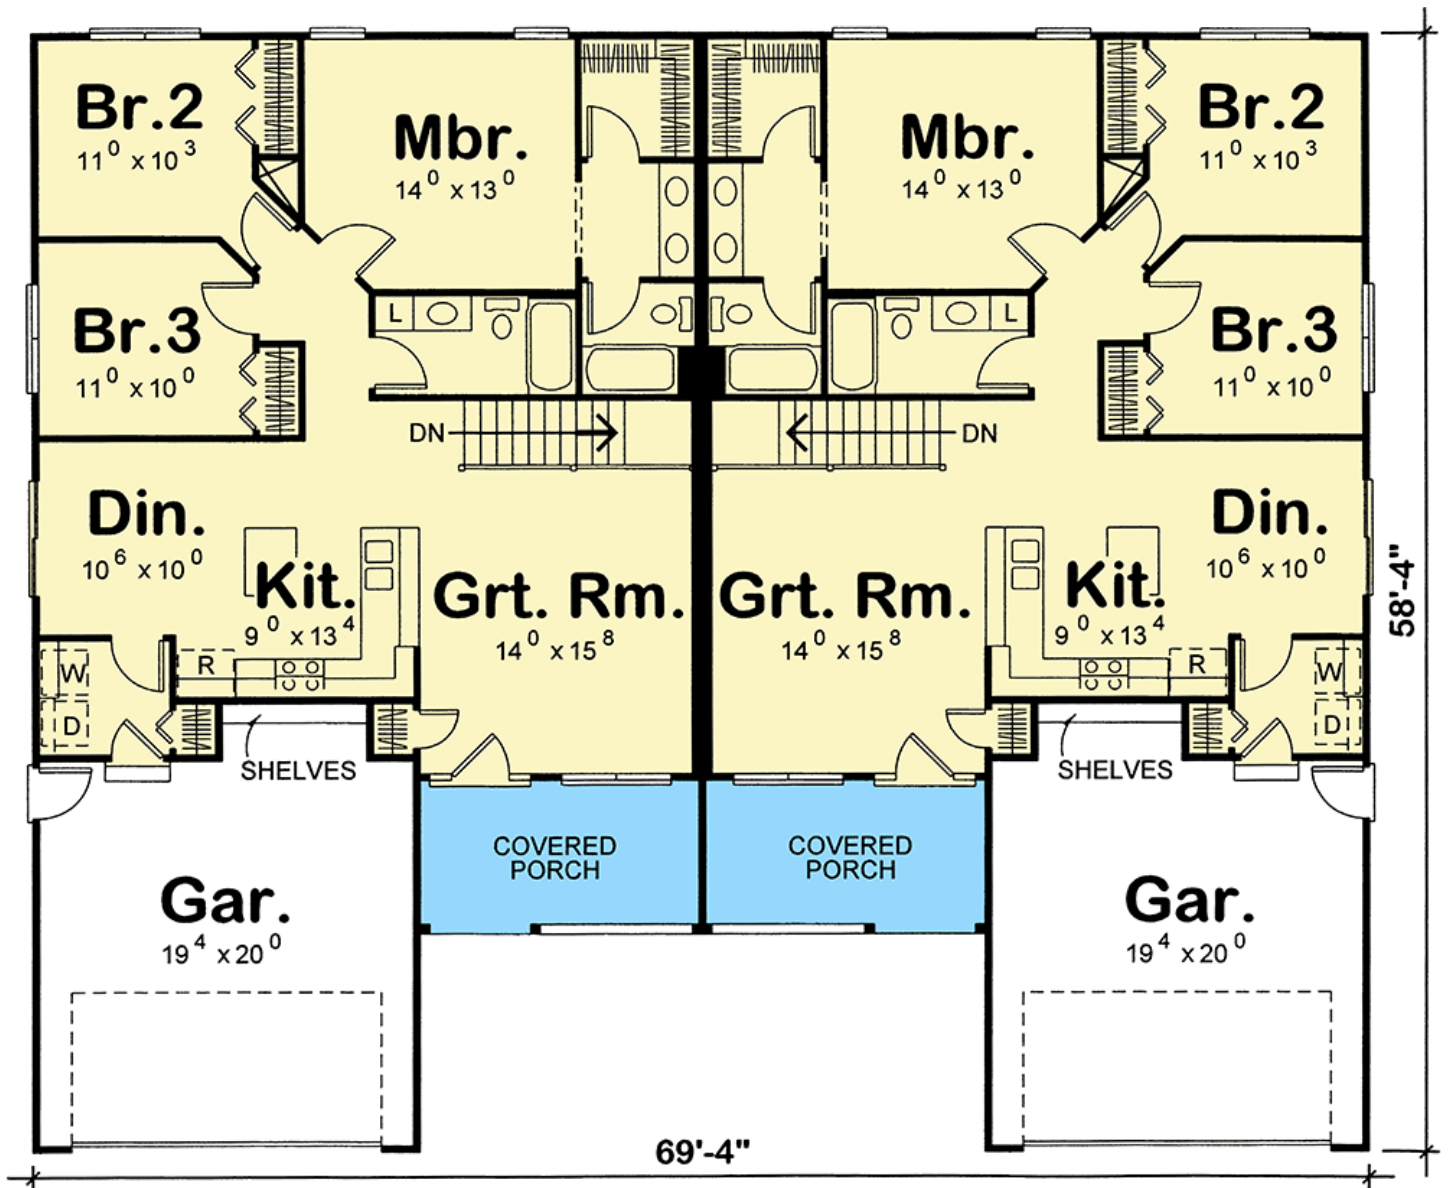 Br.2
11⁰ x 10³
Mbr.
14⁰ x 13⁰
Mbr.
14⁰ x 13⁰
Br.2
11⁰ x 10³
Br.3
11⁰ x 10⁰
L
L
Br.3
11⁰ x 10⁰
DN
DN
Din.
10⁶ x 10⁰
Kit.
9⁰ x 13⁴
Grt. Rm.
14⁰ x 15⁸
Grt. Rm.
14⁰ x 15⁸
Kit.
9⁰ x 13⁴
Din.
10⁶ x 10⁰
58'-4"
W
D
R
R
W
D
SHELVES
SHELVES
COVERED
PORCH
COVERED
PORCH
Gar.
19⁴ x 20⁰
Gar.
19⁴ x 20⁰
69'-4"